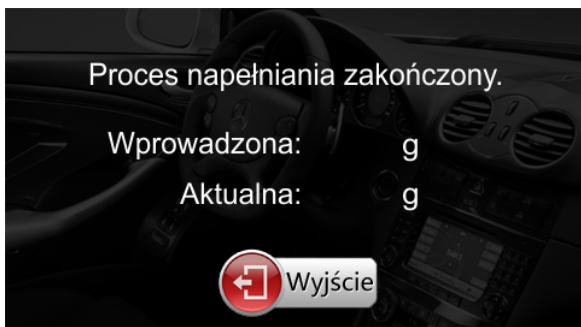 Proces napełniania zakończony.
Wprowadzona: g
Aktualna: g
Wyjście